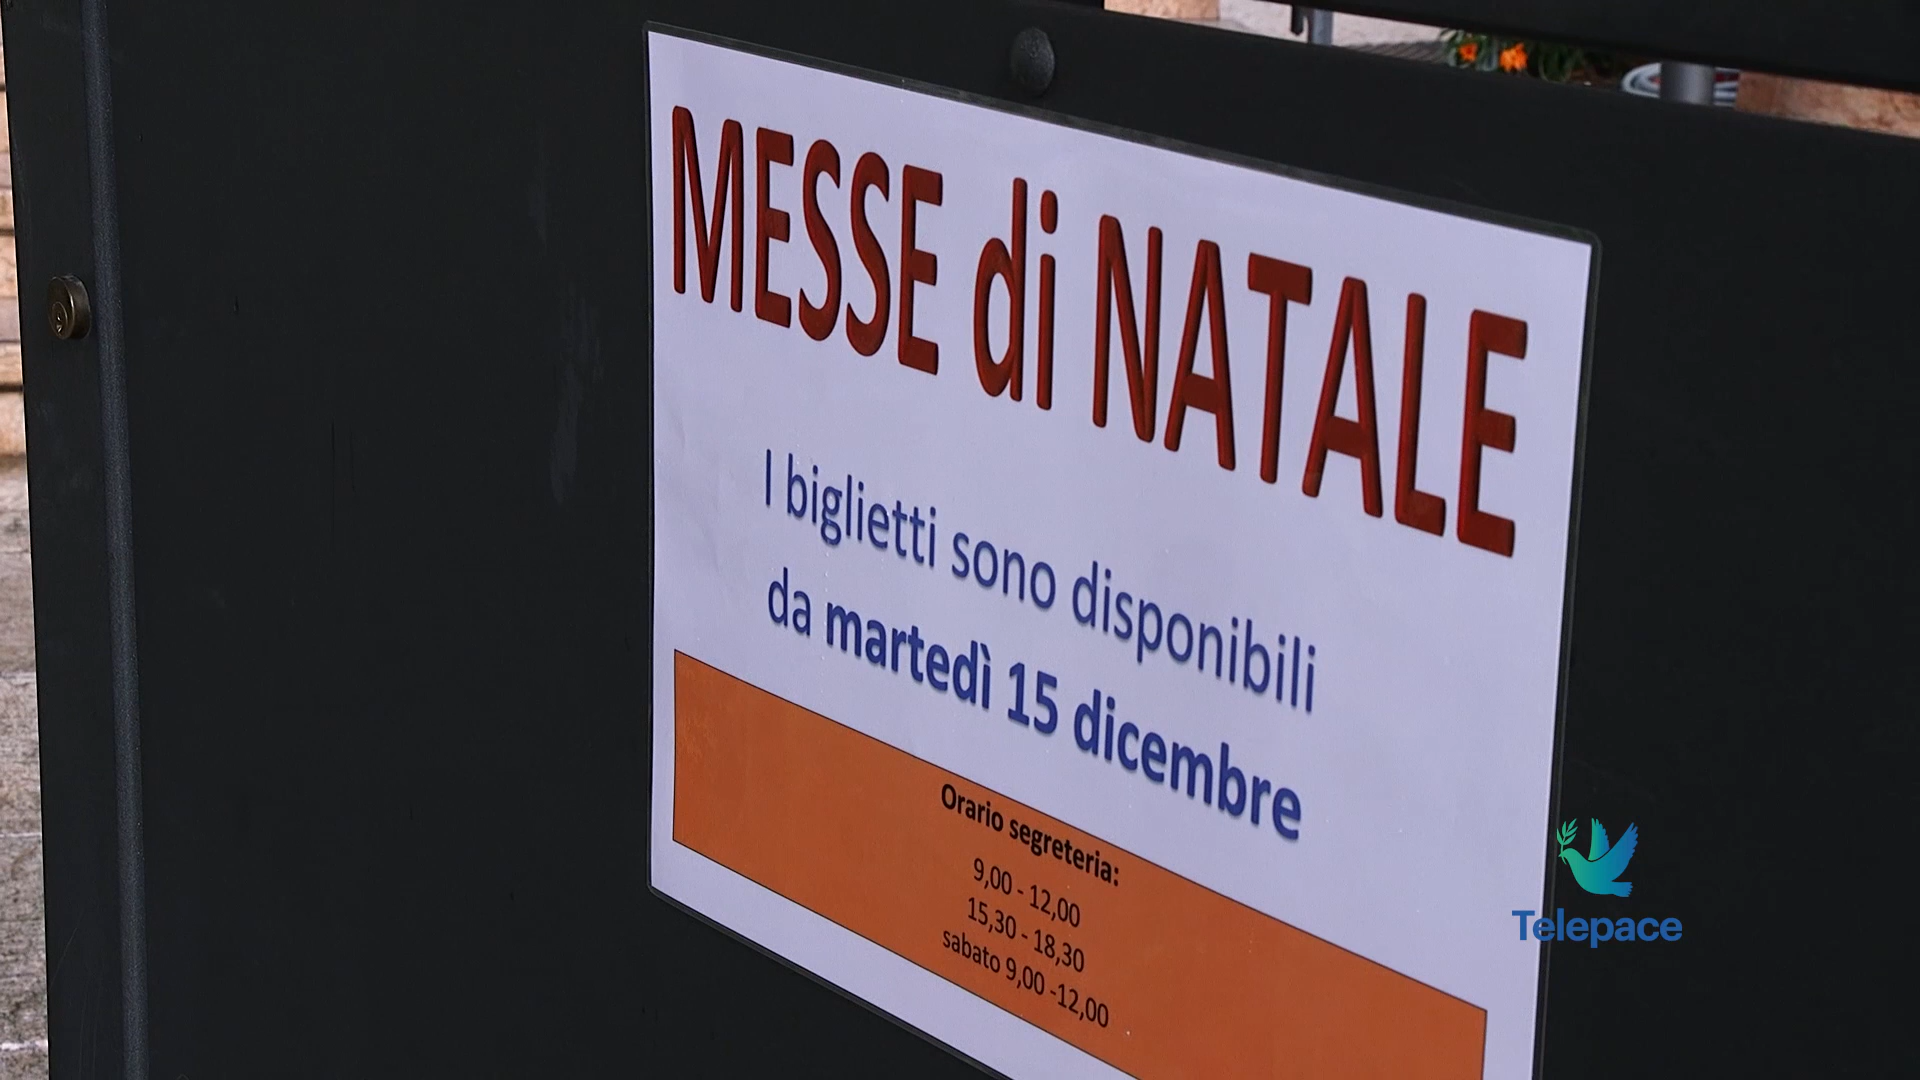 MESSE di NATALE
I biglietti sono disponibili
da martedì 15 dicembre
Orario segreteria:
9,00 - 12,00
15,30 - 18,30
sabato 9,00 -12,00
Telepace